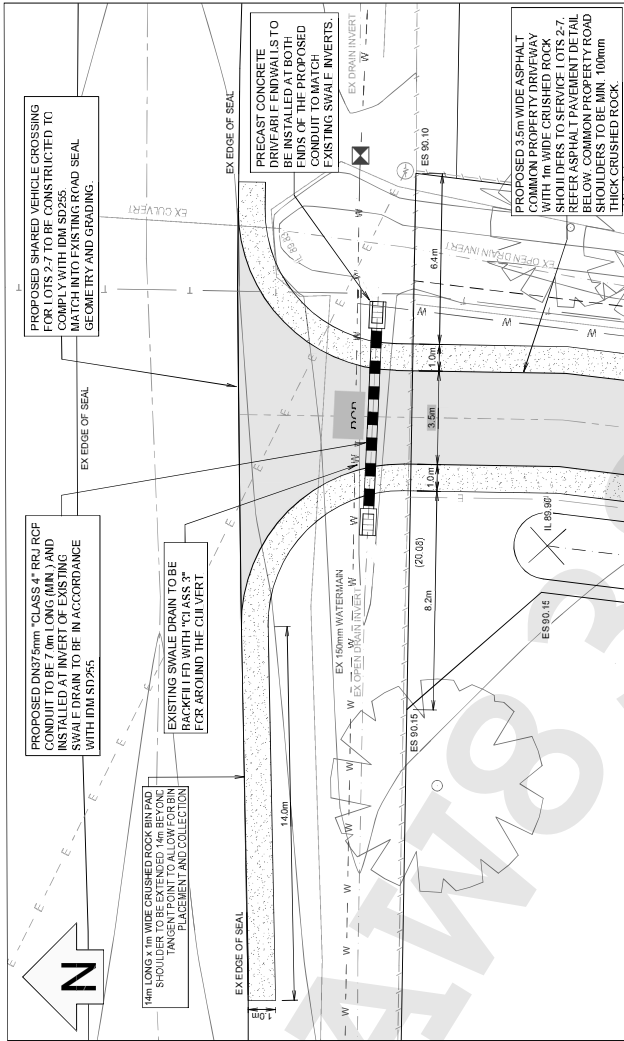 PROPOSED SHARED VEHICLE CROSSING
FOR LOTS 2-7 TO BE CONSTRUCTED TO
COMPLY WITH IDM SD255.
MATCH INTO EXISTING ROAD SEAL
GEOMETRY AND GRADING.
PRECAST CONCRETE
DRIVEABLE ENDWALLS TO
BE INSTALLED AT BOTH
ENDS OF THE PROPOSED
CONDUIT TO MATCH
EXISTING SWALE INVERTS.
PROPOSED 3.5m WIDE ASPHALT
COMMON PROPERTY DRIVEWAY
WITH 1m WIDE CRUSHED ROCK
SHOULDERS TO SERVICE LOTS 2-7.
REFER ASPHALT PAVEMENT DETAIL
BELOW. COMMON PROPERTY ROAD
SHOULDERS TO BE MIN. 100mm
THICK CRUSHED ROCK.
PROPOSED DN375mm "CLASS 4" RRJ RCP
CONDUIT TO BE 7.0m LONG (MIN.) AND
INSTALLED AT INVERT OF EXISTING
SWALE DRAIN TO BE IN ACCORDANCE
WITH IDM SD255
EXISTING SWALE DRAIN TO BE
BACKFILLED WITH "CLASS 3"
FCR AROUND THE CULVERT
14m LONG x 1m WIDE CRUSHED ROCK BIN PAD
SHOULDER TO BE EXTENDED 14m BEYOND
TANGENT POINT TO ALLOW FOR BIN
PLACEMENT AND COLLECTION
N
EX EDGE OF SEAL
EX EDGE OF SEAL
EX EDGE OF SEAL
EX CULVERT
IL 89.83
EX DRAIN INVERT
EX OPEN DRAIN INVERT
ES 90.10
6.4m
1.0m
3.5m
1.0m
8.2m
(20.08)
14.0m
1.0m
EX 150mm WATERMAIN
EX OPEN DRAIN INVERT
ES 90.15
ES 90.15
IL 89.90